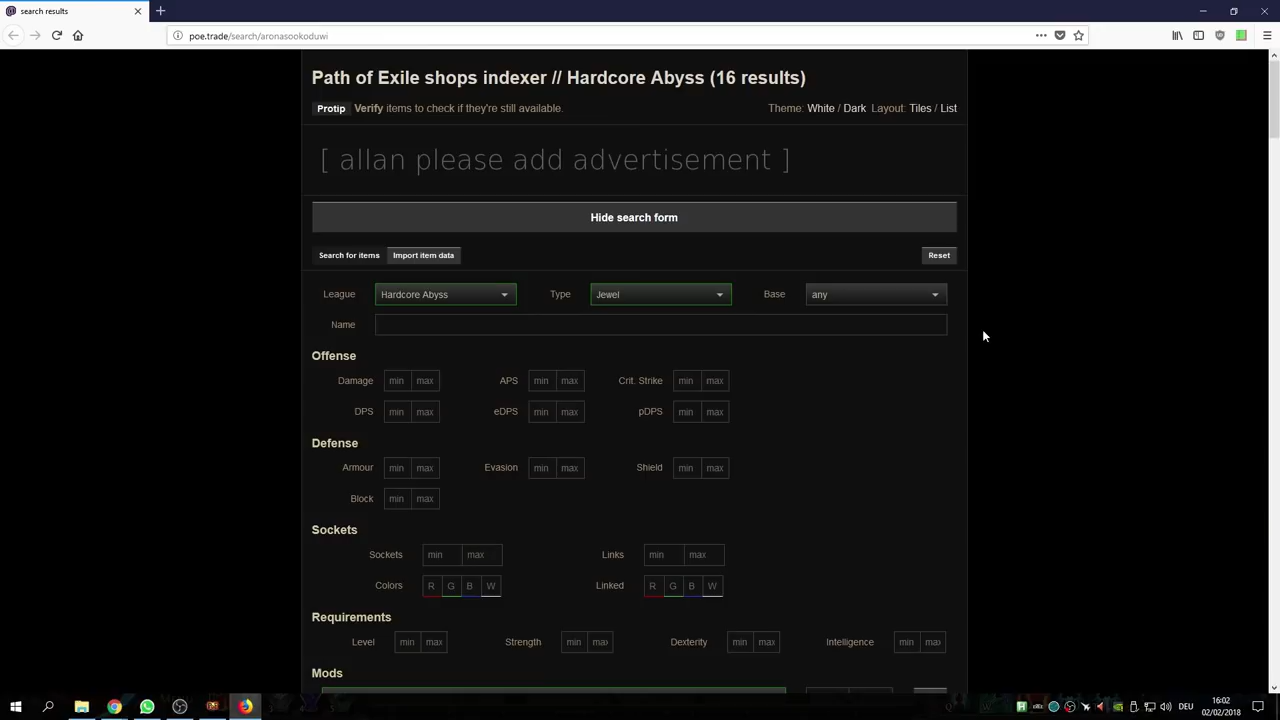 search results
poe.trade/search/aronasookoduwi
Path of Exile shops indexer // Hardcore Abyss (16 results)
Protip Verify items to check if they're still available.
Theme: White / Dark Layout: Tiles / List
[ allan please add advertisement ]
Hide search form
Search for items Import item data Reset
League Hardcore Abyss Type Jewel Base any
Name
Offense
Damage min max APS min max Crit. Strike min max
DPS min max eDPS min max pDPS min max
Defense
Armour min max Evasion min max Shield min max
Block min max
Sockets
Sockets min max Links min max
Colors R G B W Linked R G B W
Requirements
Level min max Strength min max Dexterity min max Intelligence min max
Mods
DEU
16:02
02/02/2018